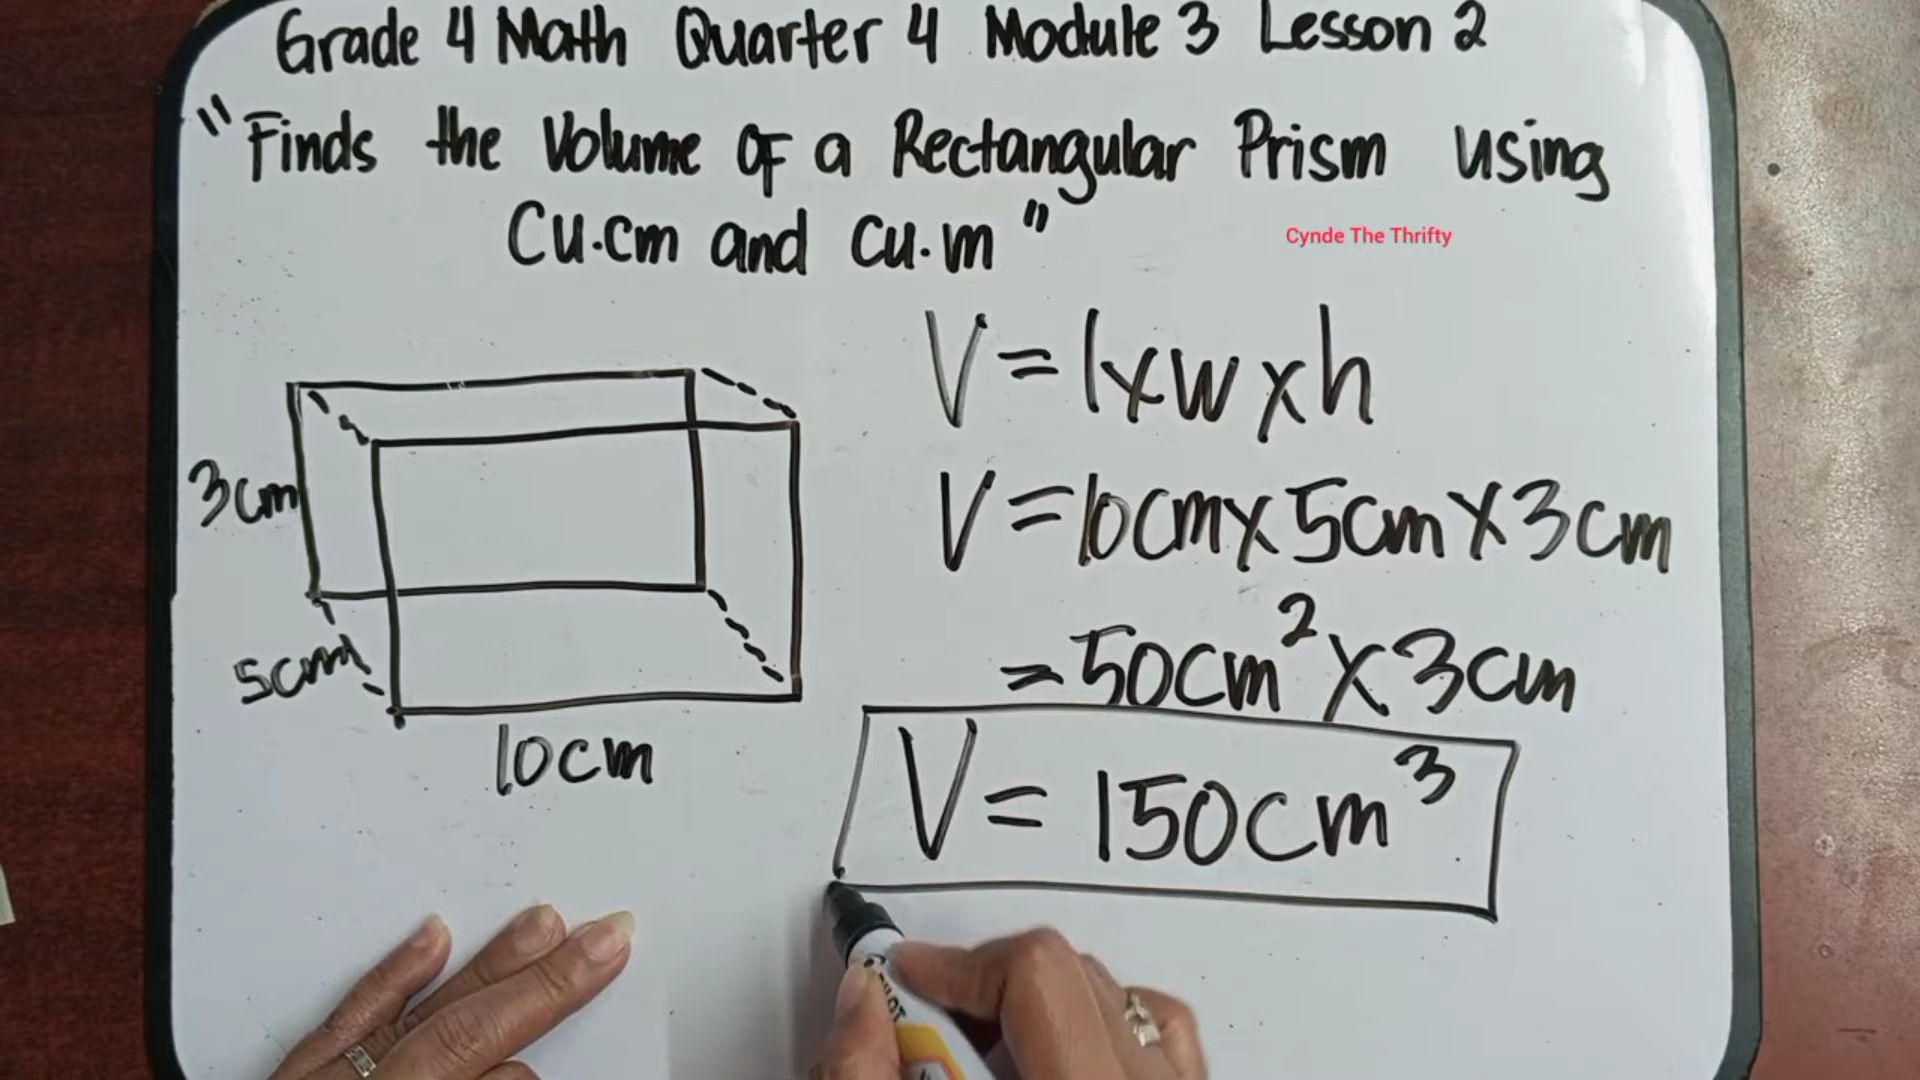 Grade 4 Math Quarter 4 Module 3 Lesson 2
"Finds the Volume of a Rectangular Prism using
Cu.cm and cu.m"
Cynde The Thrifty
V = l x w x h
V = 10cm x 5cm x 3cm
= 50cm² x 3cm
V = 150cm³
3cm
5cm
10cm